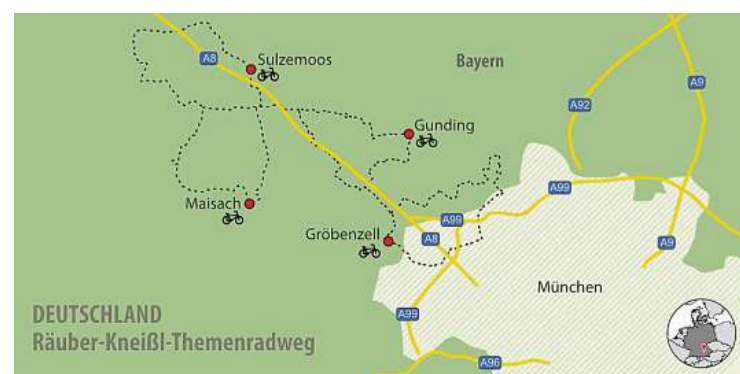 A8
Sulzemoos
Bayern
A9
A92
Gunding
A99
Maisach
A99
Gröbenzell
A8
A9
München
A99
DEUTSCHLAND
Räuber-Kneißl-Themenradweg
A96